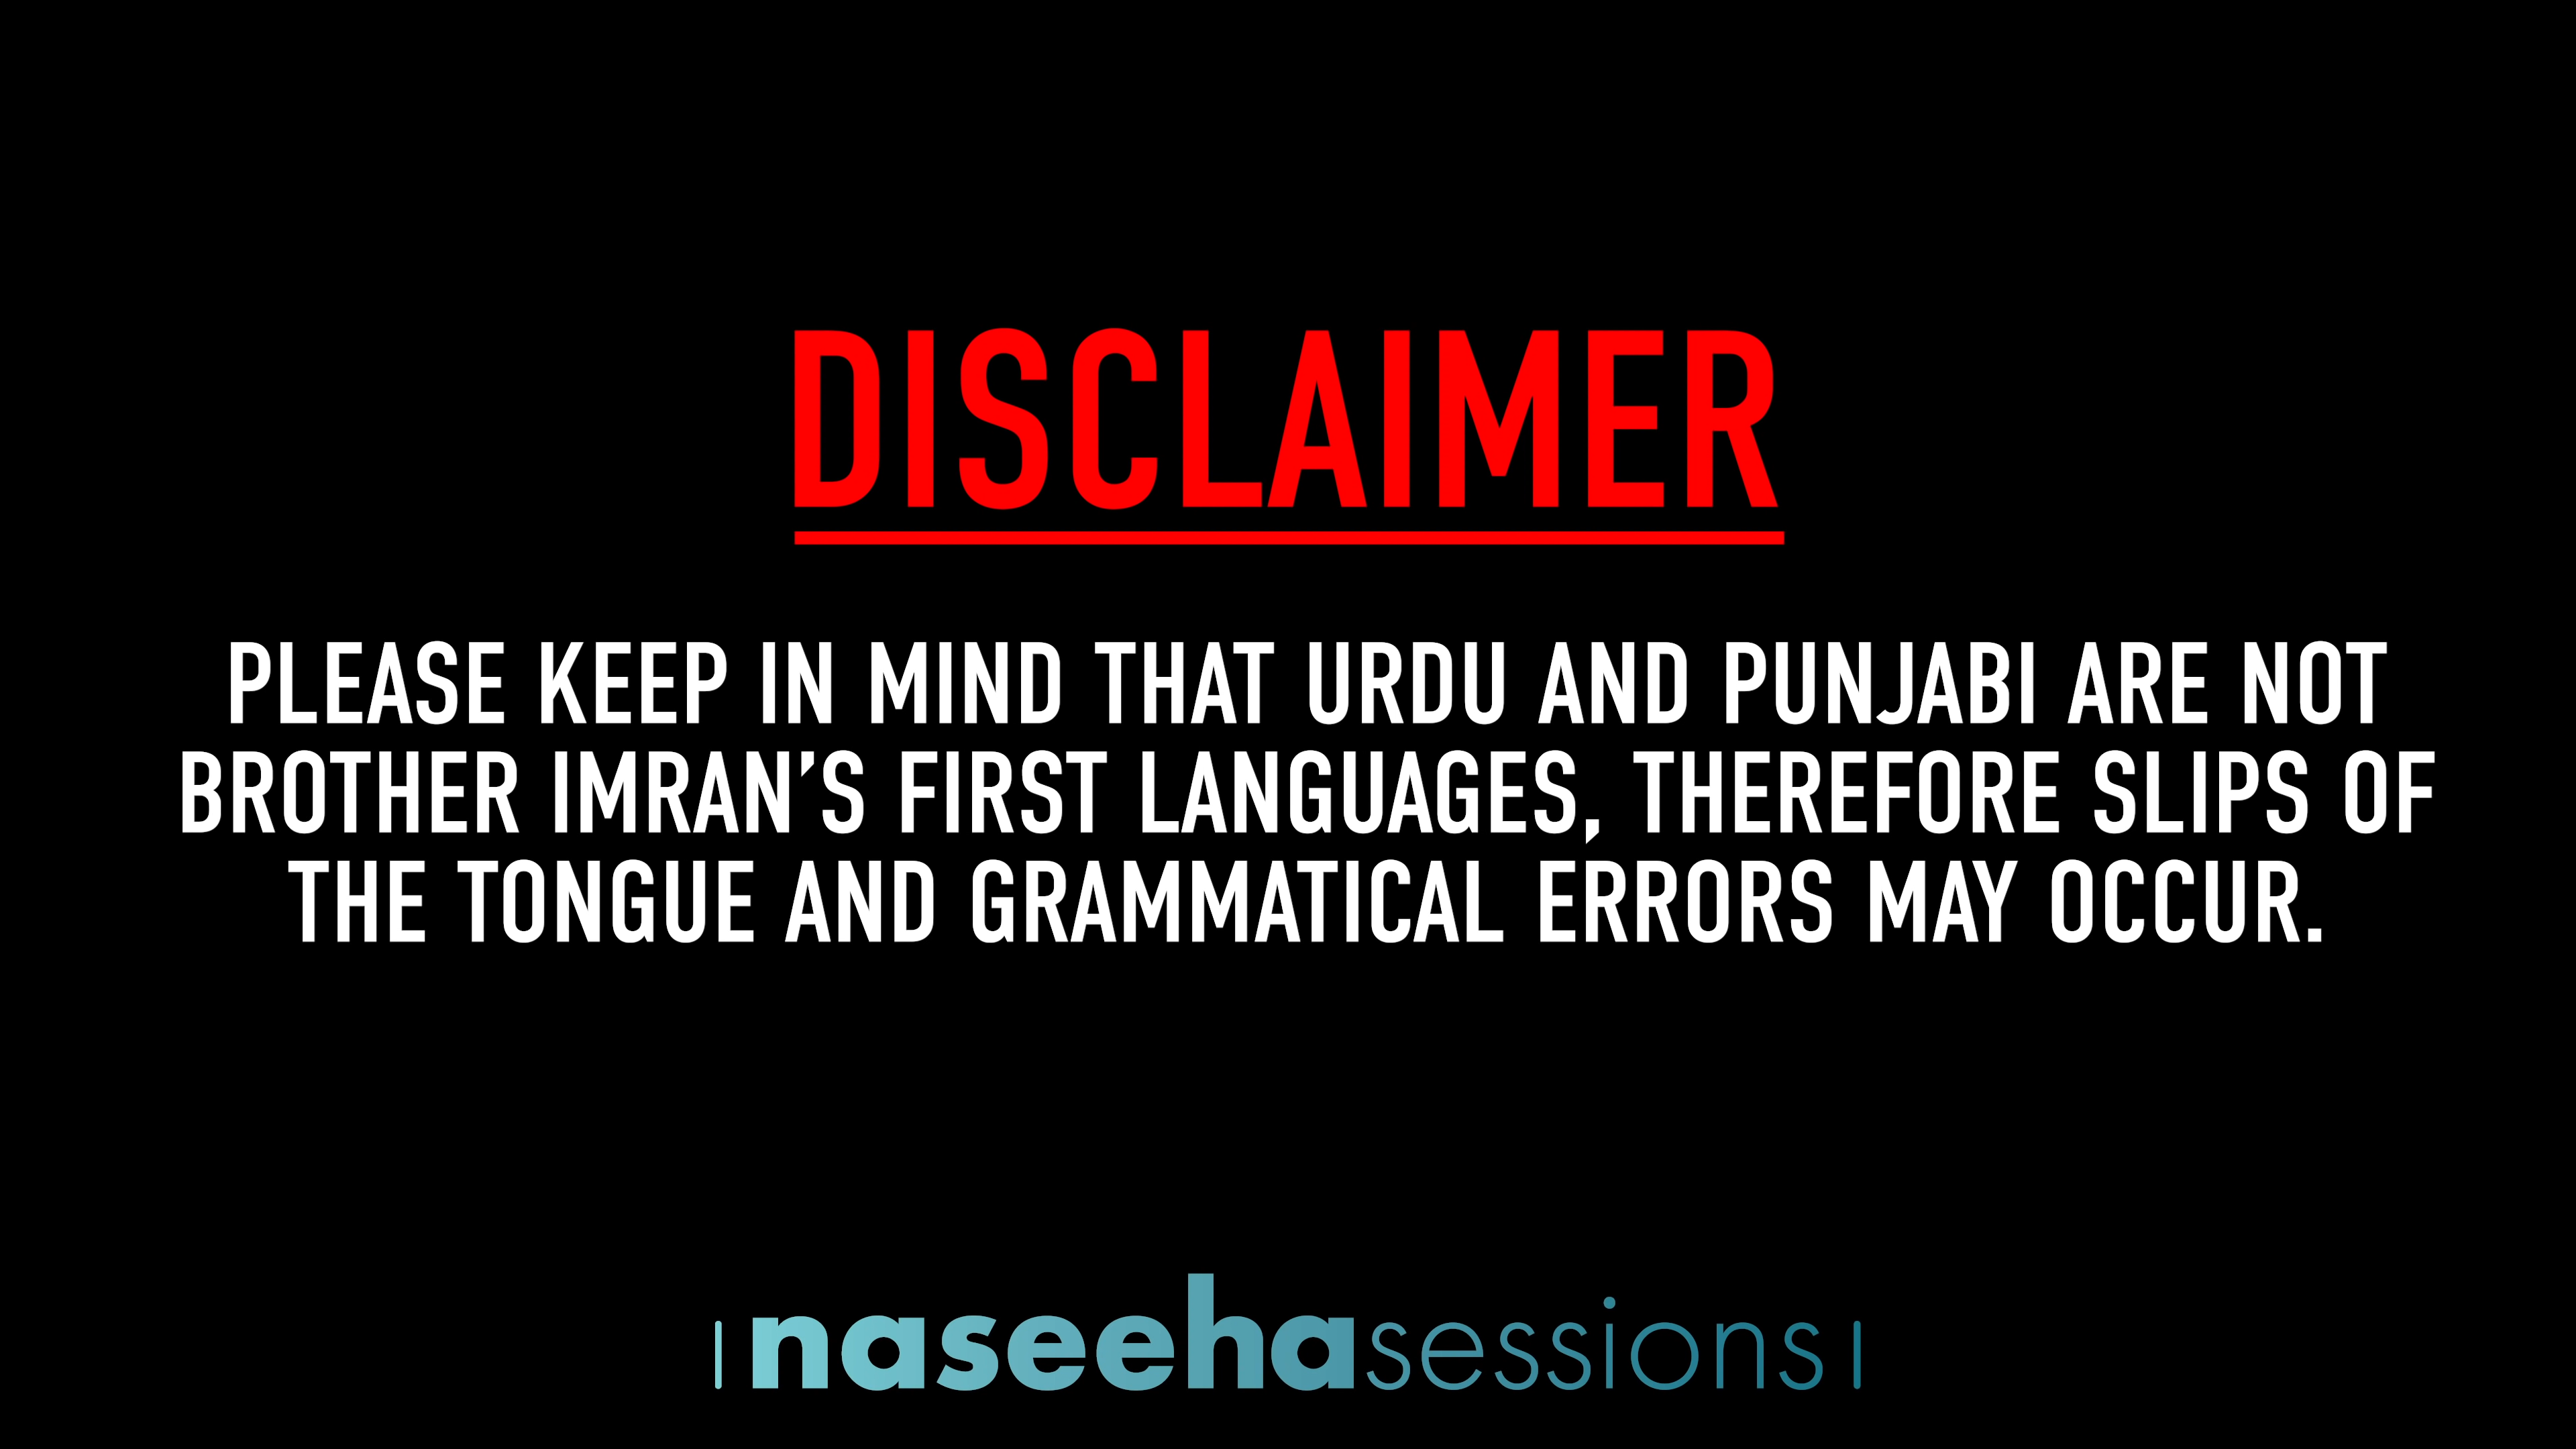 DISCLAIMER
PLEASE KEEP IN MIND THAT URDU AND PUNJABI ARE NOT
BROTHER IMRAN’S FIRST LANGUAGES, THEREFORE SLIPS OF
THE TONGUE AND GRAMMATICAL ERRORS MAY OCCUR.
naseehasessions